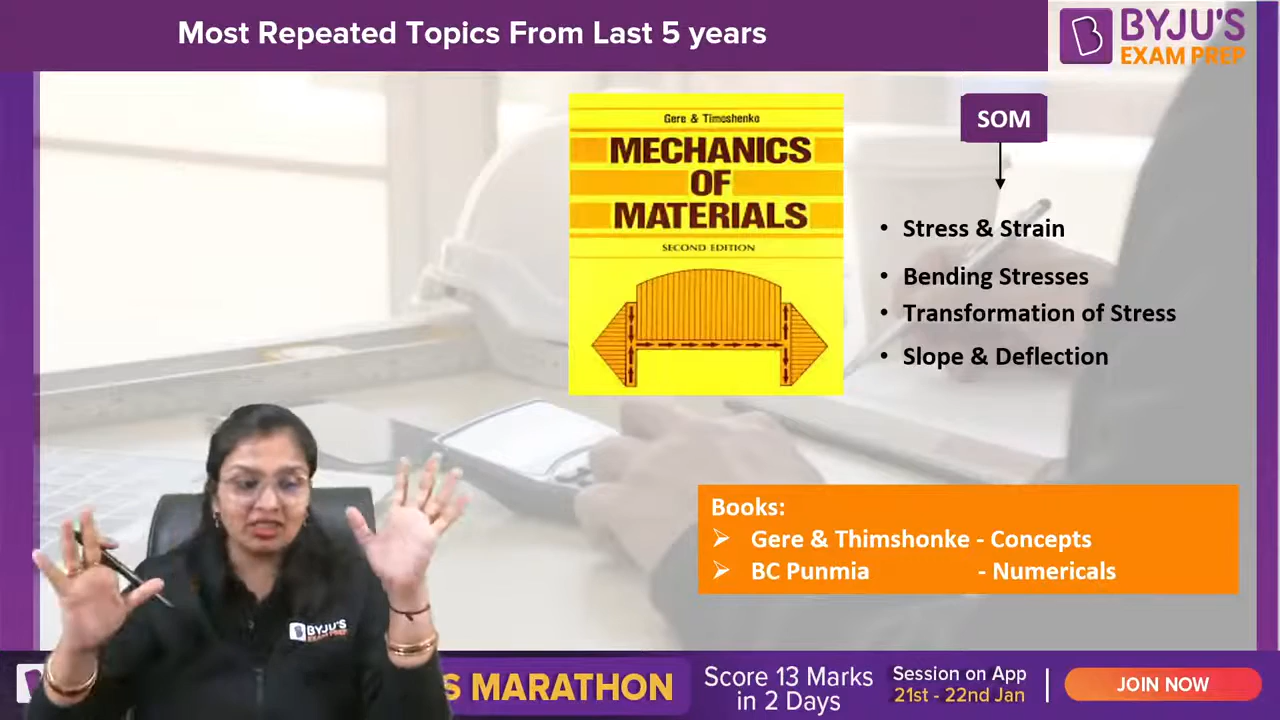 Most Repeated Topics From Last 5 years
BYJU'S
EXAM PREP
Gere & Timoshenko
MECHANICS
OF
MATERIALS
SECOND EDITION
SOM
• Stress & Strain
• Bending Stresses
• Transformation of Stress
• Slope & Deflection
Books:
➢ Gere & Thimshonke - Concepts
➢ BC Punmia - Numericals
BYJU'S
EXAM PREP
S MARATHON
Score 13 Marks
in 2 Days
Session on App
21st - 22nd Jan
JOIN NOW